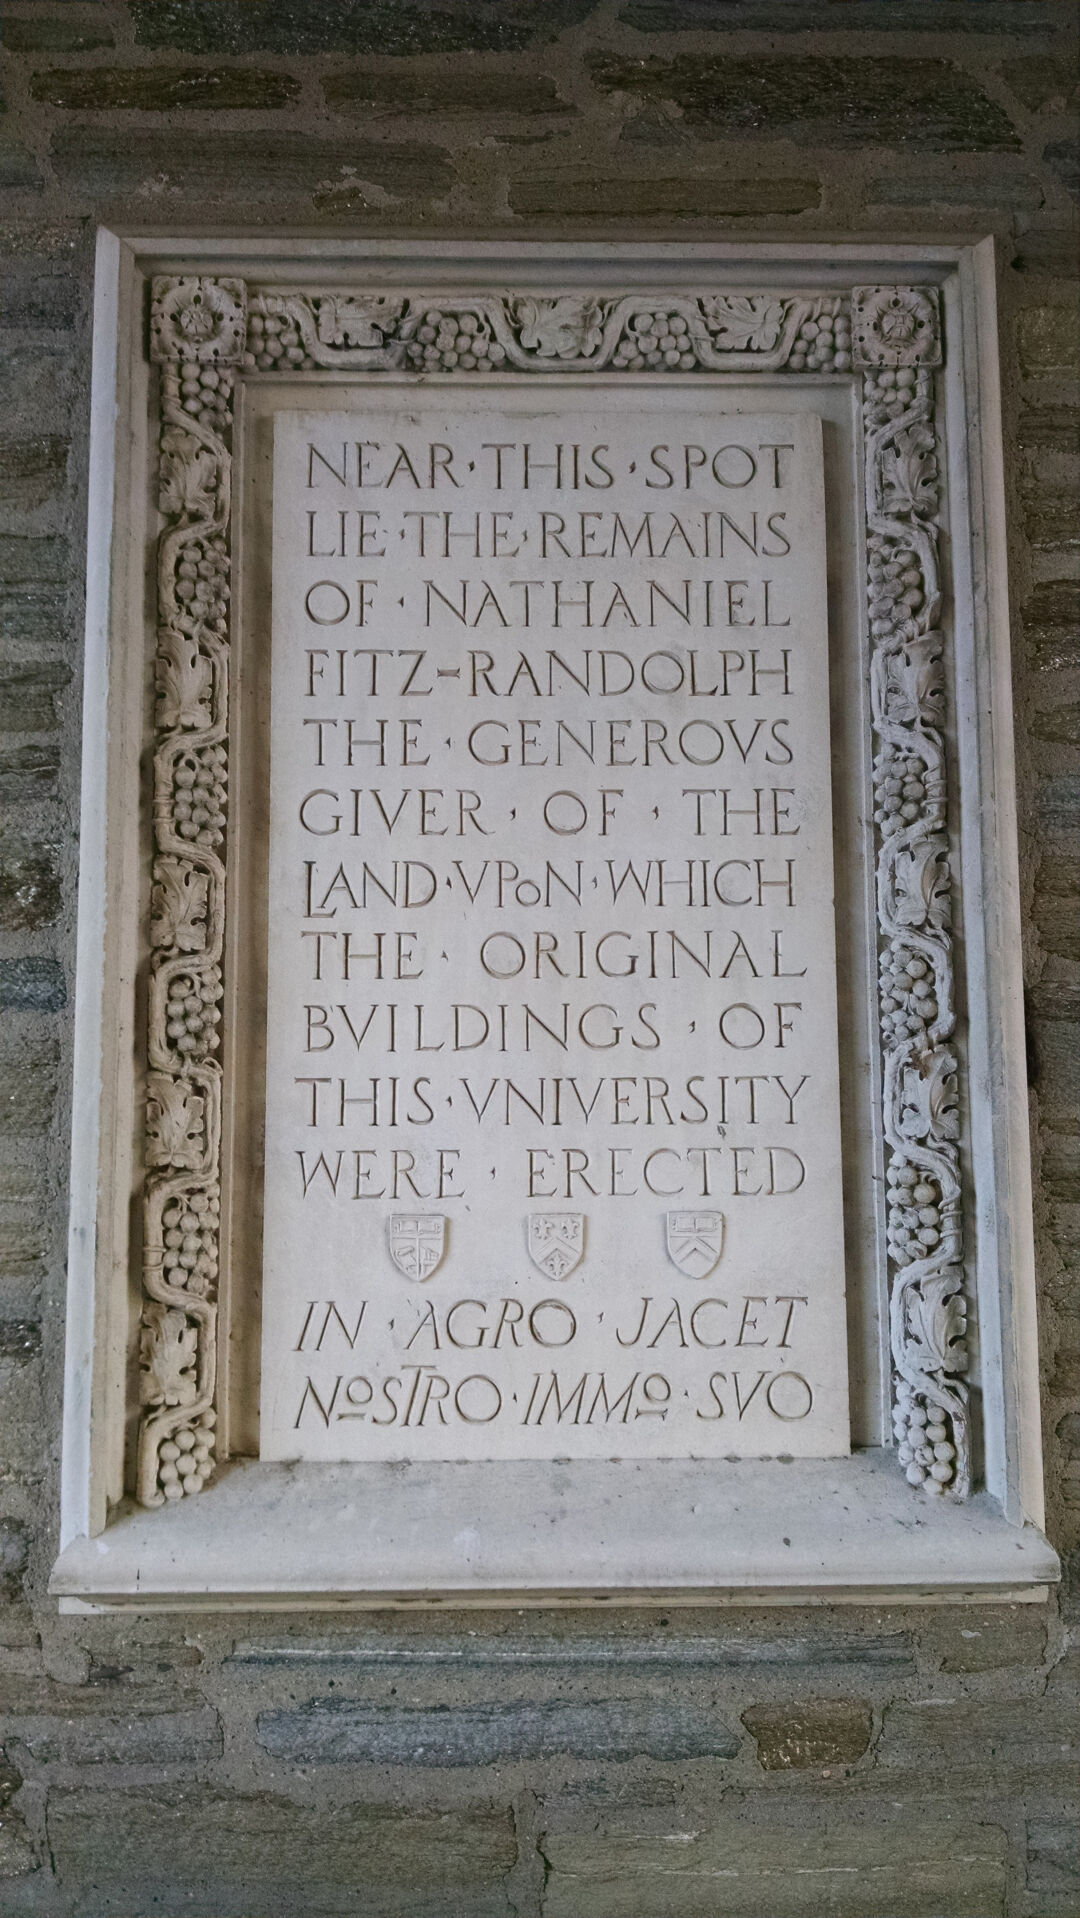 NEAR·THIS·SPOT
LIE·THE·REMAINS
OF·NATHANIEL
FITZ-RANDOLPH
THE·GENEROVS
GIVER·OF·THE
LAND·VPON·WHICH
THE·ORIGINAL
BVILDINGS·OF
THIS·VNIVERSITY
WERE·ERECTED
IN·AGRO·JACET
NOSTRO·IMMO·SVO